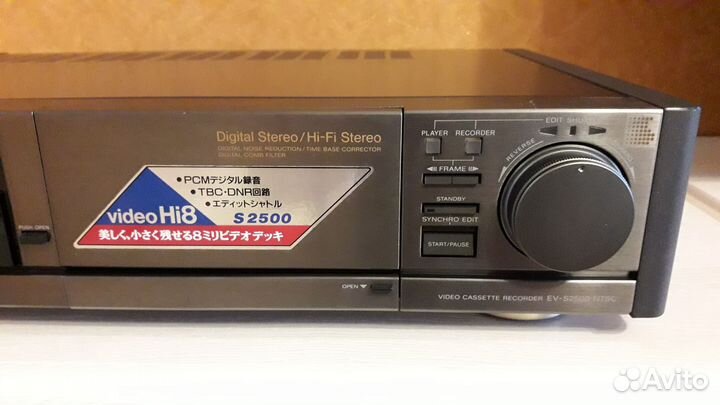 Digital Stereo/Hi-Fi Stereo
DIGITAL NOISE REDUCTION/TIME BASE CORRECTOR
DIGITAL COMB FILTER
• PCMデジタル録音
• TBC・DNR回路
• エディットシャトル
video Hi8
S2500
美しく、小さく残せる8ミリビデオデッキ
PUSH OPEN
OPEN
EDIT
PLAYER
RECORDER
REVERSE
FRAME
STANDBY
SYNCHRO EDIT
START/PAUSE
VIDEO CASSETTE RECORDER EV-S2500 NTSC
Avito